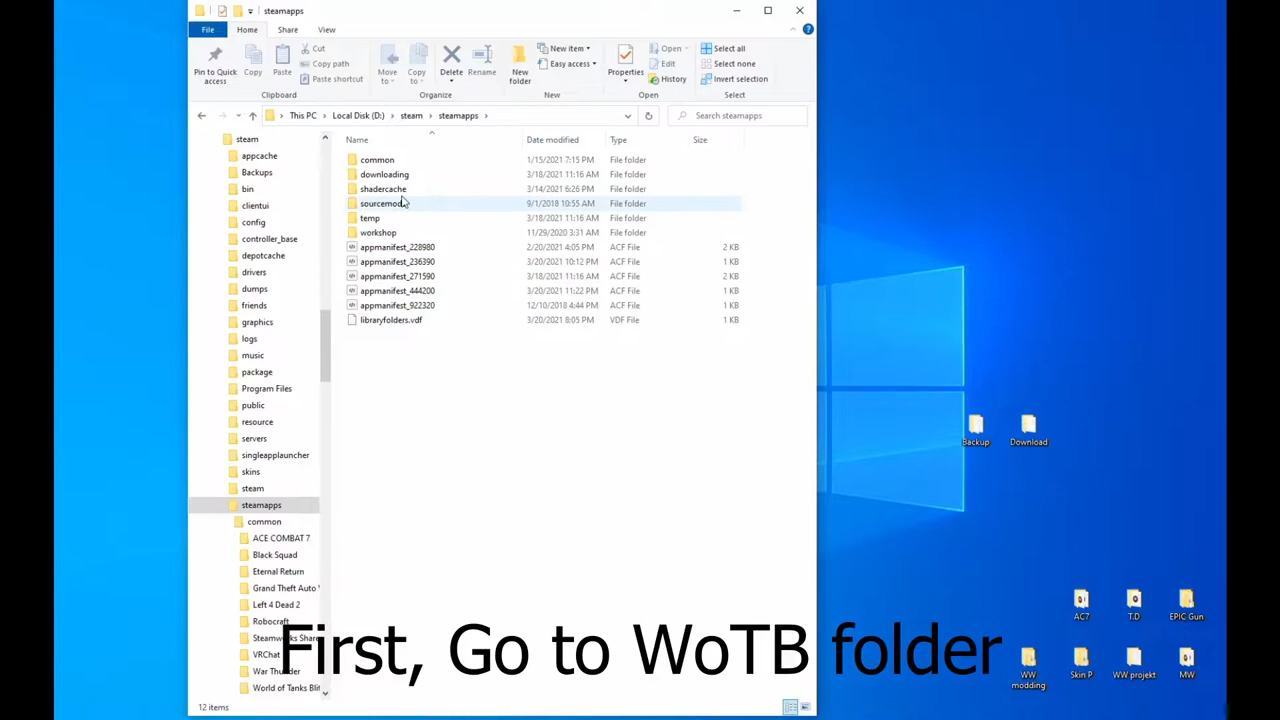 steamapps
File Home Share View
Pin to Quick access
Copy
Paste
Cut
Copy path
Paste shortcut
Clipboard
Move to
Copy to
Delete
Rename
Organize
New folder
New item
Easy access
New
Properties
Open
Edit
History
Open
Select all
Select none
Invert selection
Select
This PC > Local Disk (D:) > steam > steamapps >
Search steamapps
Name Date modified Type Size
common 1/15/2021 7:15 PM File folder
downloading 3/18/2021 11:16 AM File folder
shadercache 3/14/2021 6:26 PM File folder
9/1/2018 10:55 AM File folder
temp 3/18/2021 11:16 AM File folder
workshop 11/29/2020 3:31 AM File folder
appmanifest_228980 2/20/2021 4:05 PM ACF File 2 KB
appmanifest_236390 3/20/2021 10:12 PM ACF File 1 KB
appmanifest_271590 3/18/2021 11:16 AM ACF File 2 KB
appmanifest_444200 3/20/2021 11:22 PM ACF File 1 KB
appmanifest_922320 12/10/2018 4:44 PM ACF File 1 KB
libraryfolders.vdf 3/20/2021 8:05 PM VDF File 1 KB
steam
appcache
Backups
bin
clientui
config
controller_base
depotcache
drivers
dumps
friends
graphics
logs
music
package
Program Files
public
resource
servers
singleapplauncher
skins
steam
steamapps
common
ACE COMBAT 7
Black Squad
Eternal Return
Grand Theft Auto
Left 4 Dead 2
Robocraft
Steamworks Share
VRChat
War Thunder
World of Tanks Blit
12 items
Backup
Download
AC7
T.D
EPIC Gun
WW modding
Skin P
WW projekt
MW
First, Go to WoTB folder